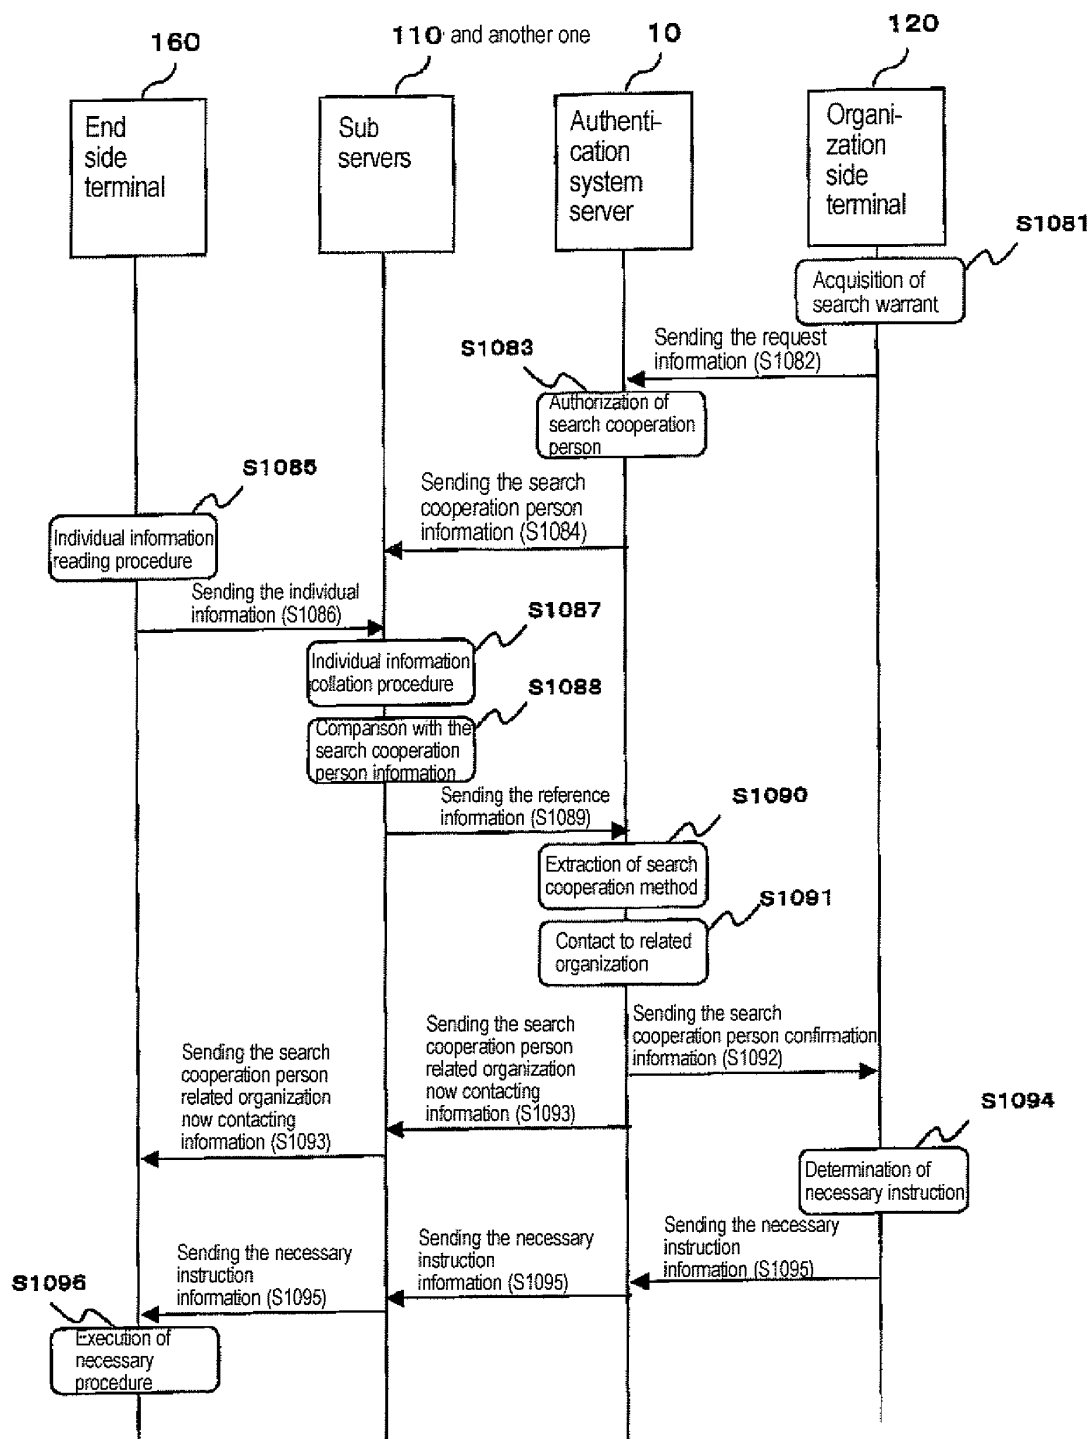 160
110 and another one
10
120
End
side
terminal
Sub
servers
Authenti-
cation
system
server
Organi-
zation
side
terminal
S1081
Acquisition of
search warrant
Sending the request
information (S1082)
S1083
Authorization of
search cooperation
person
Sending the search
cooperation person
information (S1084)
S1085
Individual information
reading procedure
Sending the individual
information (S1086)
S1087
Individual information
collation procedure
S1088
Comparison with the
search cooperation
person information
Sending the reference
information (S1089)
S1090
Extraction of search
cooperation method
S1091
Contact to related
organization
Sending the search
cooperation person confirmation
information (S1092)
Sending the search
cooperation person
related organization
now contacting
information (S1093)
Sending the search
cooperation person
related organization
now contacting
information (S1093)
S1094
Determination of
necessary instruction
Sending the necessary
instruction
information (S1095)
Sending the necessary
instruction
information (S1095)
Sending the necessary
instruction
information (S1095)
S1096
Execution of
necessary
procedure